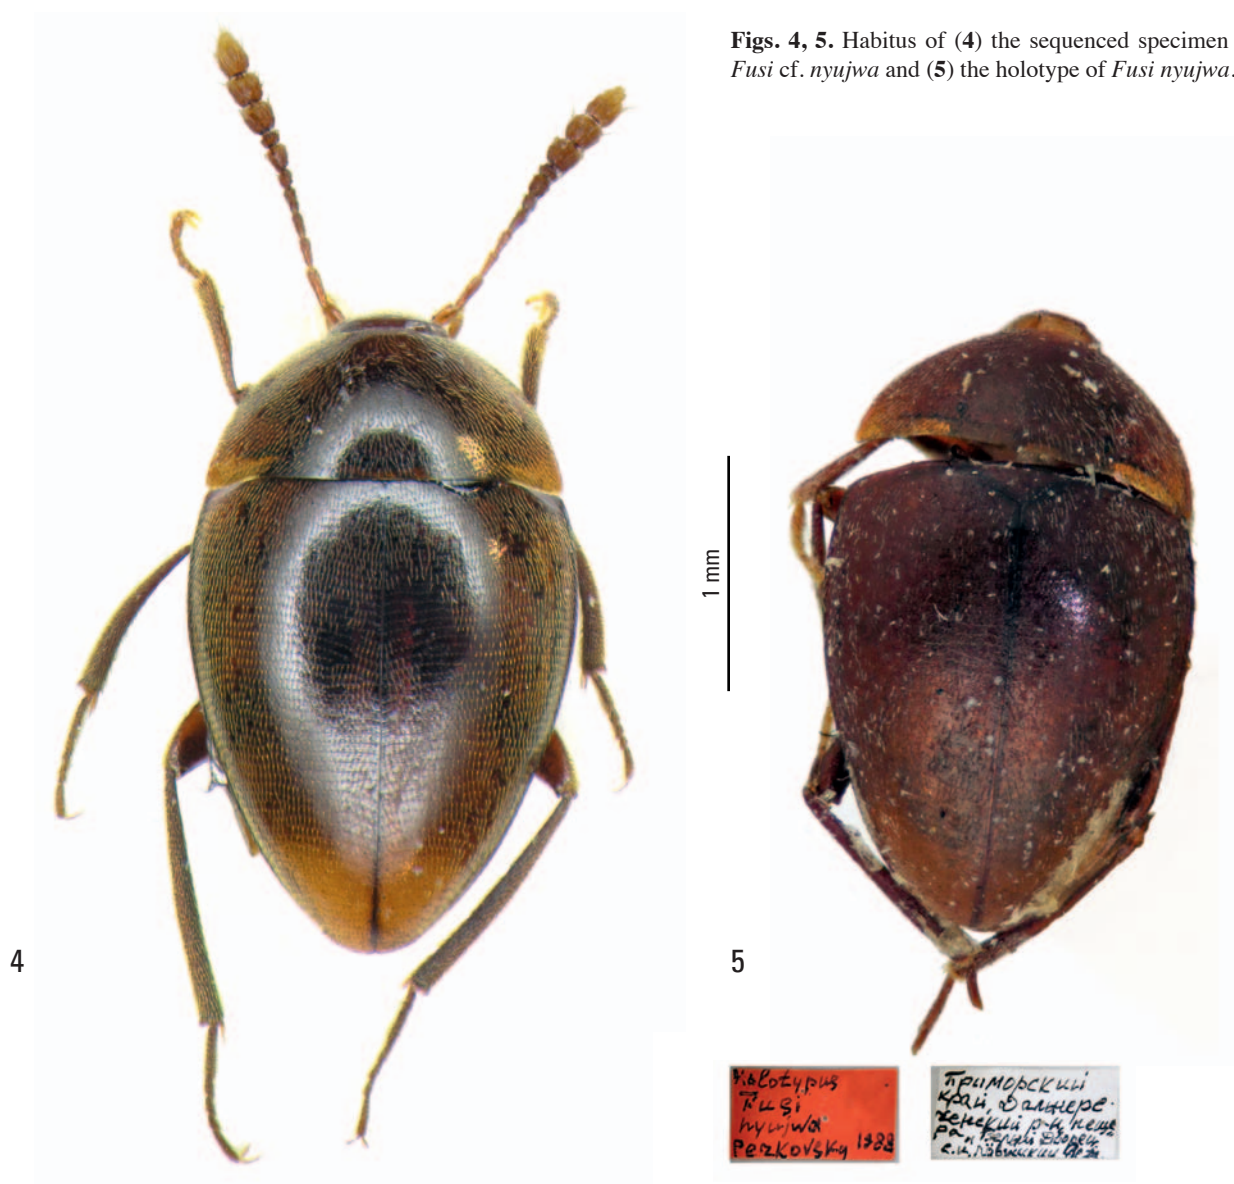 Figs. 4, 5. Habitus of (4) the sequenced specimen
Fusi cf. nyujwa and (5) the holotype of Fusi nyujwa.
1 mm
4
5
Holotypus
Fusi
nyujwa
Perkovsky 1988
Приморский
край, Дальнере-
ченский р-н, пеще-
ра